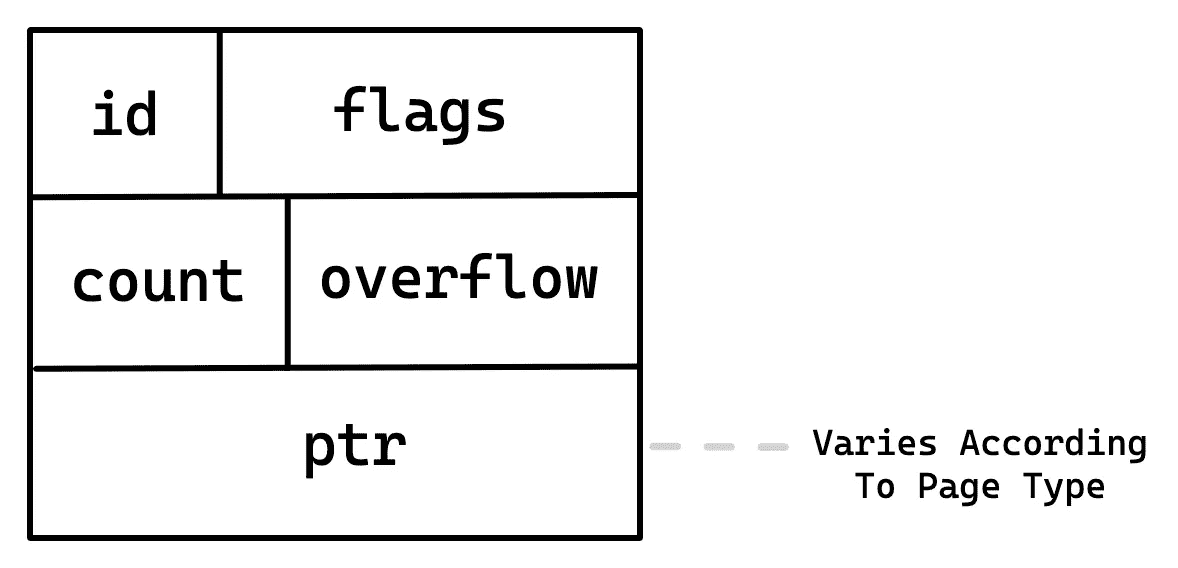 id flags
count overflow
ptr
Varies According
To Page Type